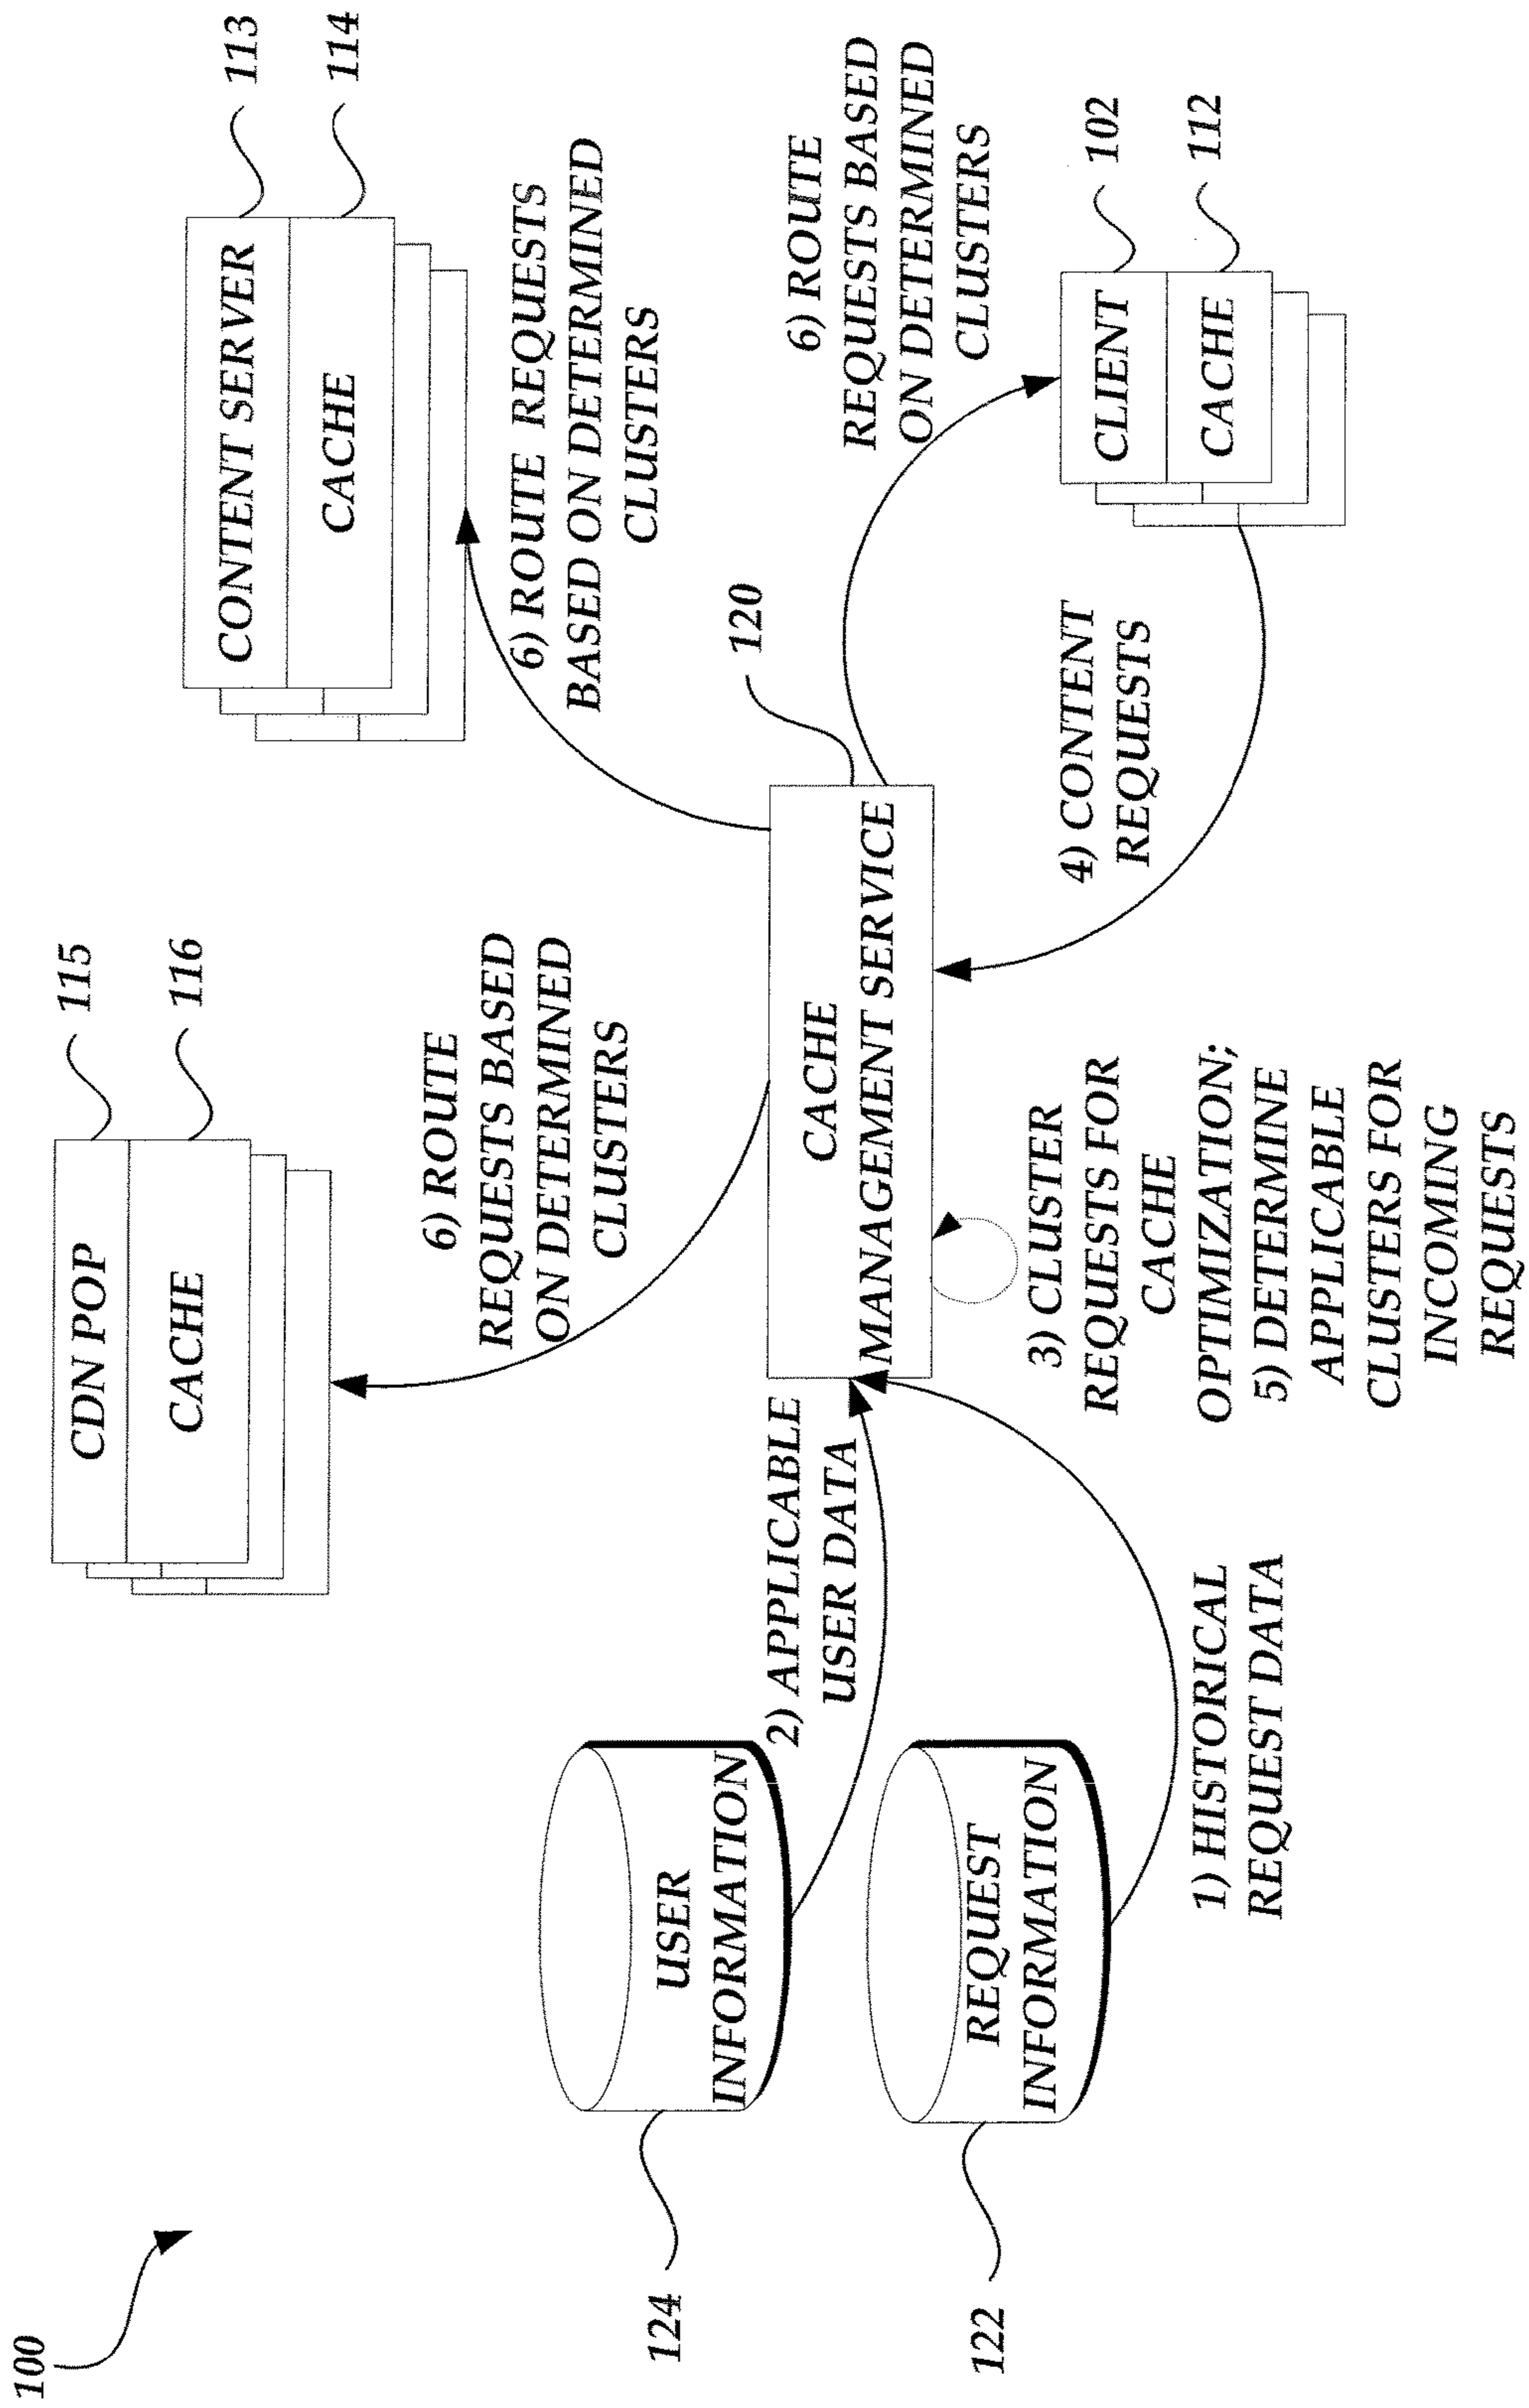 100
CDN POP
CACHE
115
116
CONTENT SERVER
CACHE
113
114
6) ROUTE
REQUESTS BASED
ON DETERMINED
CLUSTERS
6) ROUTE REQUESTS
BASED ON DETERMINED
CLUSTERS
USER
INFORMATION
124
2) APPLICABLE
USER DATA
CACHE
MANAGEMENT SERVICE
120
6) ROUTE
REQUESTS BASED
ON DETERMINED
CLUSTERS
REQUEST
INFORMATION
122
1) HISTORICAL
REQUEST DATA
3) CLUSTER
REQUESTS FOR
CACHE
OPTIMIZATION;
5) DETERMINE
APPLICABLE
CLUSTERS FOR
INCOMING
REQUESTS
4) CONTENT
REQUESTS
CLIENT
CACHE
102
112